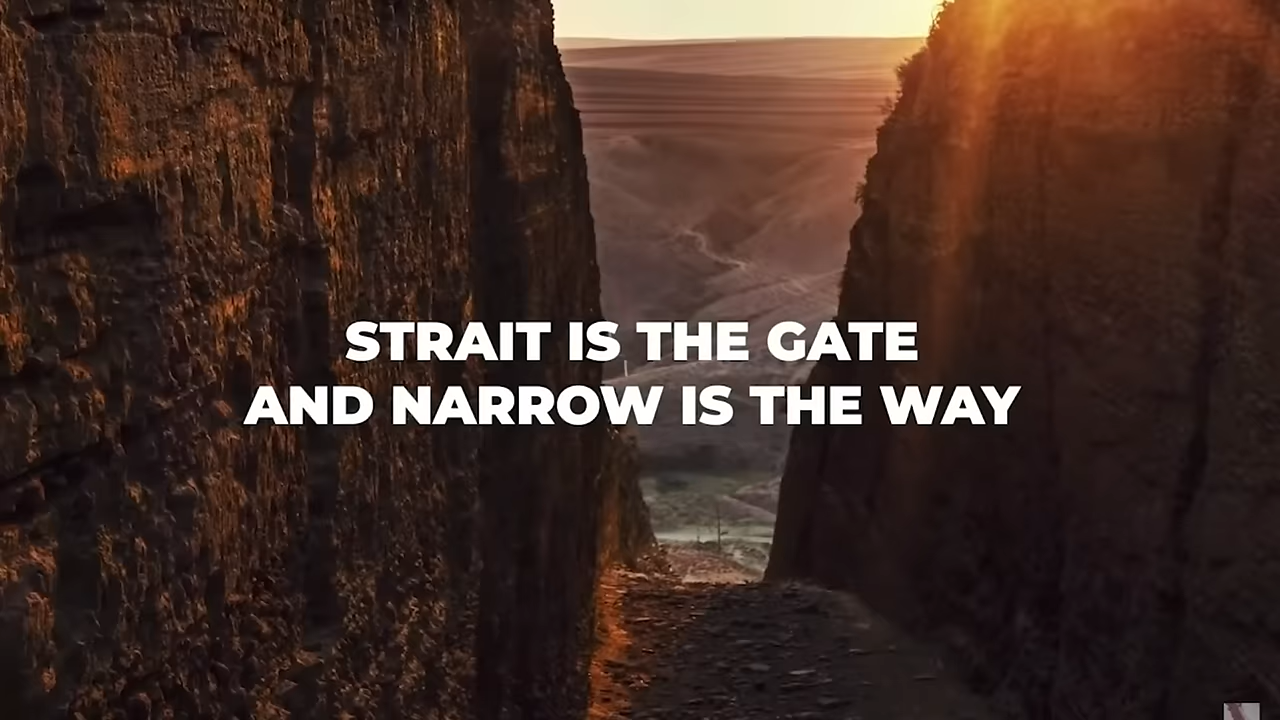 STRAIT IS THE GATE
AND NARROW IS THE WAY